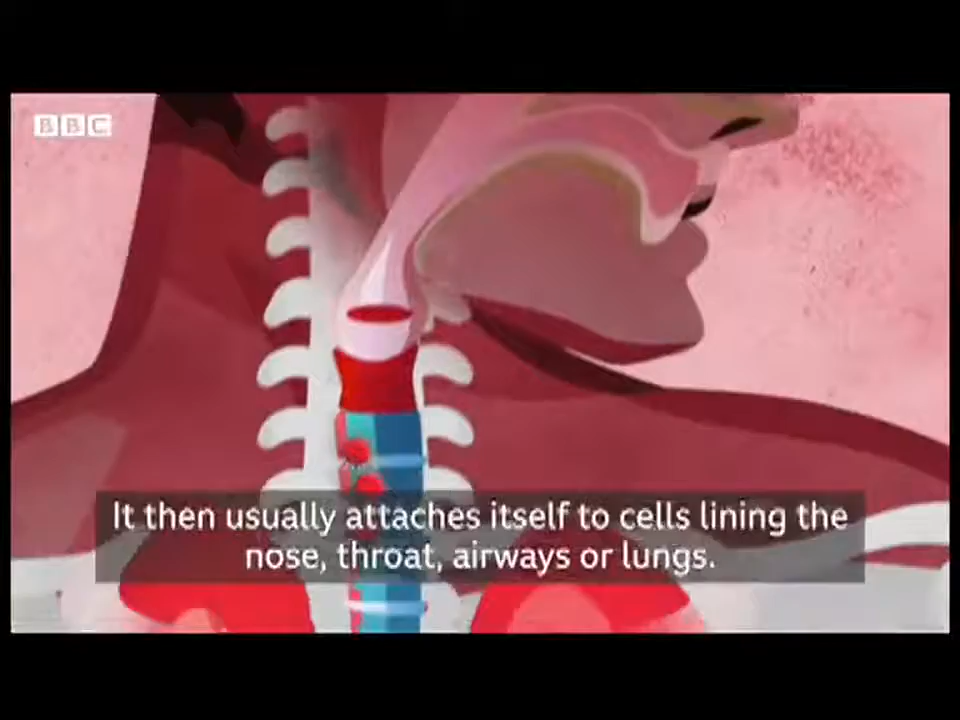 BBC
It then usually attaches itself to cells lining the
nose, throat, airways or lungs.